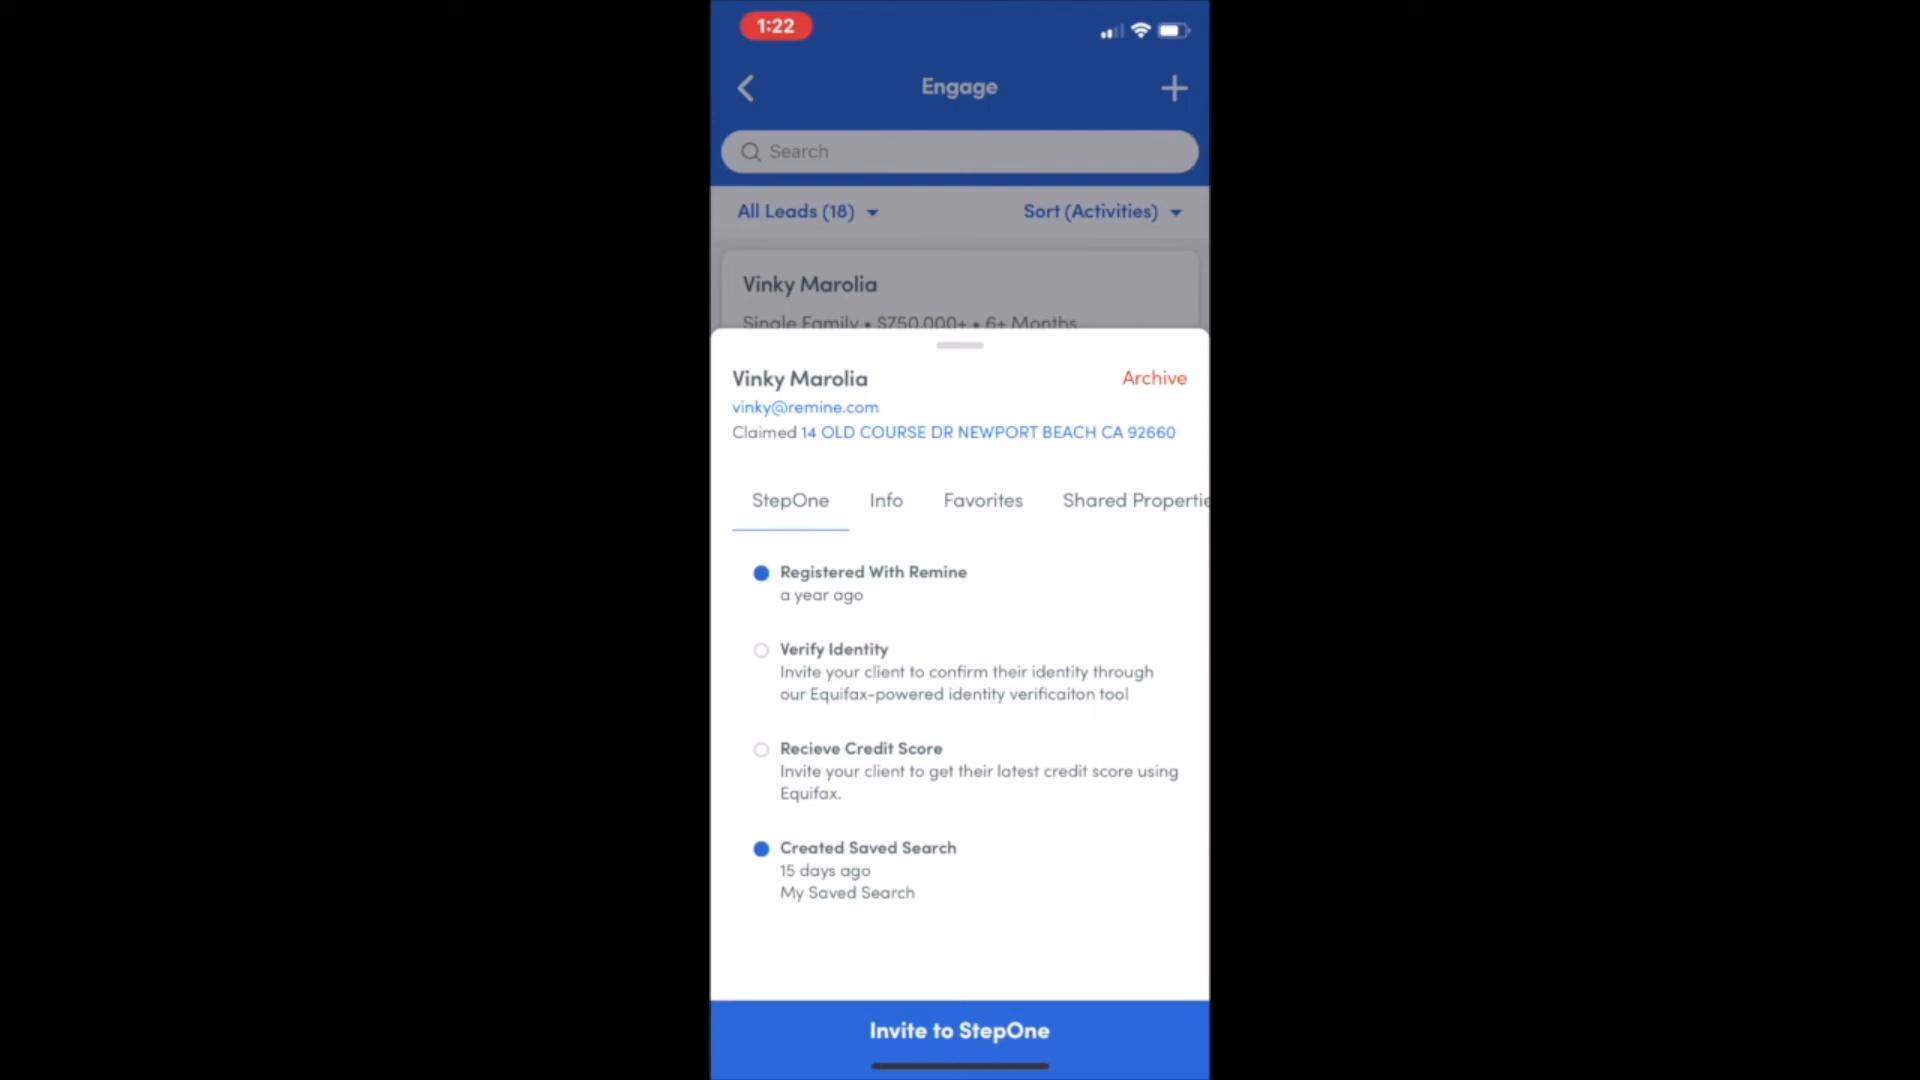 1:22
Engage
Search
All Leads (18)
Sort (Activities)
Vinky Marolia
Single Family • $750,000+ • 6+ Months
Vinky Marolia
Archive
vinky@remine.com
Claimed 14 OLD COURSE DR NEWPORT BEACH CA 92660
StepOne
Info
Favorites
Shared Propertie
Registered With Remine
a year ago
Verify Identity
Invite your client to confirm their identity through
our Equifax-powered identity verificaiton tool
Recieve Credit Score
Invite your client to get their latest credit score using
Equifax.
Created Saved Search
15 days ago
My Saved Search
Invite to StepOne